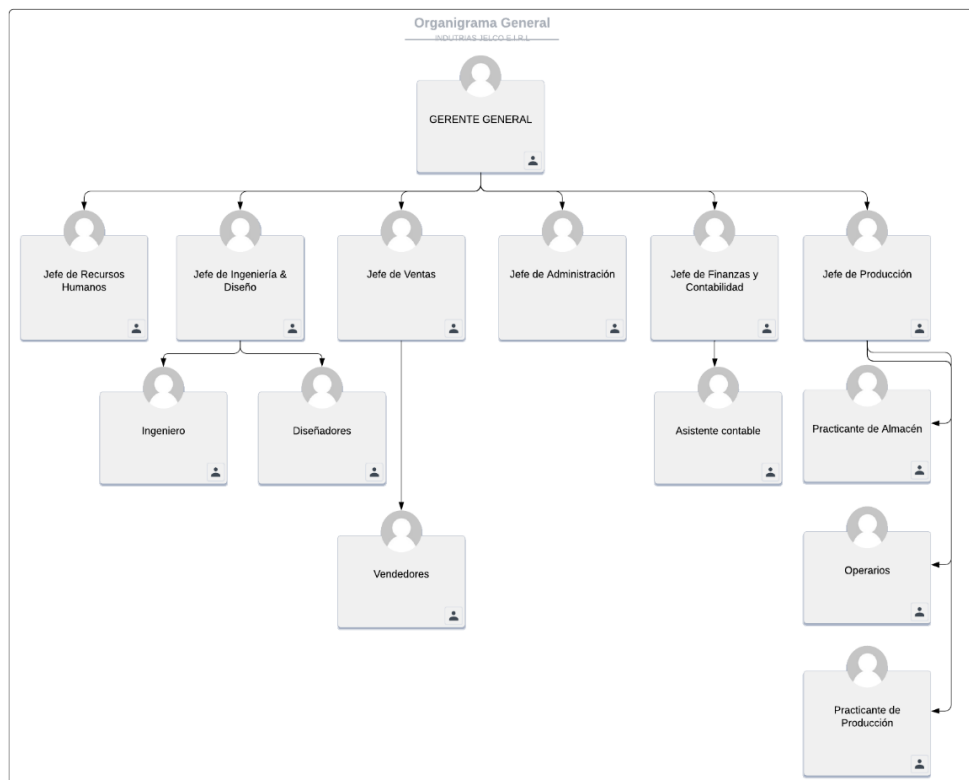 Organigrama General
INDUTRIAS JELCO E.I.R.L
GERENTE GENERAL
Jefe de Recursos
Humanos
Jefe de Ingeniería &
Diseño
Jefe de Ventas
Jefe de Administración
Jefe de Finanzas y
Contabilidad
Jefe de Producción
Ingeniero
Diseñadores
Asistente contable
Practicante de Almacén
Vendedores
Operarios
Practicante de
Producción